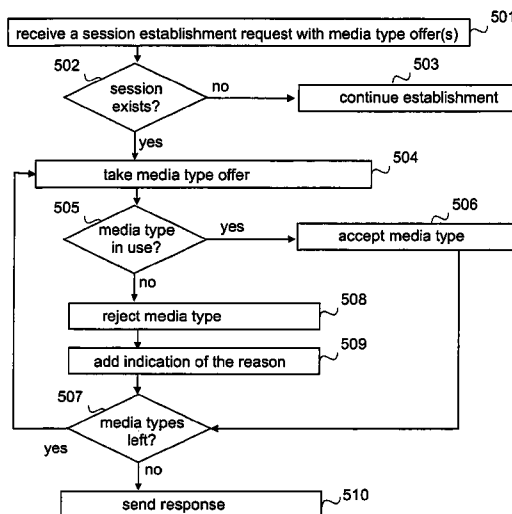 501
receive a session establishment request with media type offer(s)
502
session
exists?
no
503
continue establishment
yes
504
take media type offer
505
media type
in use?
yes
506
accept media type
no
508
reject media type
509
add indication of the reason
507
media types
left?
yes
no
510
send response